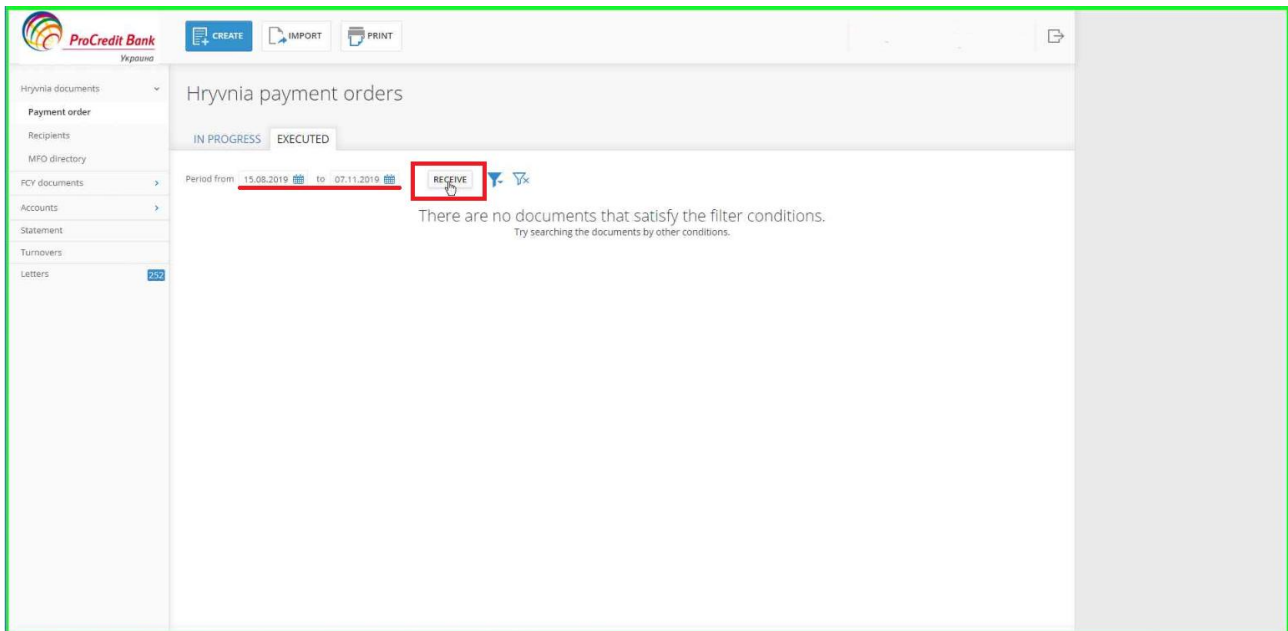 ProCredit Bank
Україна
CREATE IMPORT PRINT
Hryvnia documents
Payment order
Recipients
MFO directory
FCY documents
Accounts
Statement
Turnovers
Letters 252
Hryvnia payment orders
IN PROGRESS EXECUTED
Period from 15.08.2019 to 07.11.2019 RECEIVE
There are no documents that satisfy the filter conditions.
Try searching the documents by other conditions.